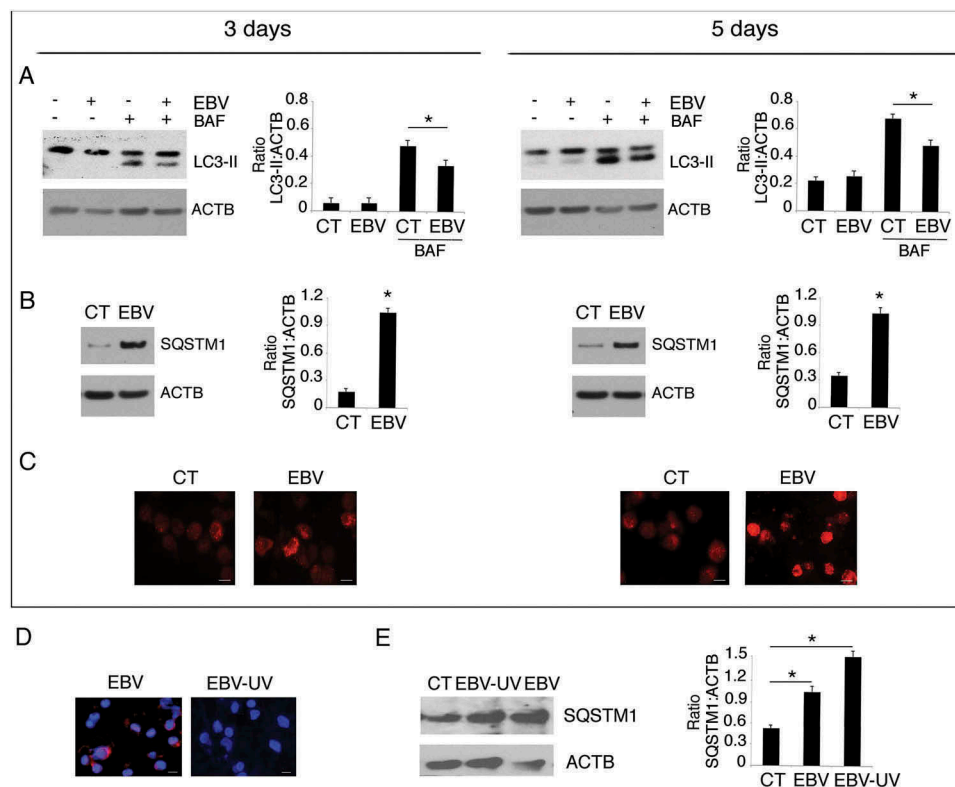 3 days
5 days
A
- + - + EBV
- - + + BAF
LC3-II
ACTB
Ratio
LC3-II:ACTB
0.8
0.6
0.4
0.2
0
*
CT EBV CT EBV
BAF
- + - + EBV
- - + + BAF
LC3-II
ACTB
Ratio
LC3-II:ACTB
0.8
0.6
0.4
0.2
0
*
CT EBV CT EBV
BAF
B
CT EBV
SQSTM1
ACTB
Ratio
SQSTM1:ACTB
1.2
0.9
0.6
0.3
0
*
CT EBV
CT EBV
SQSTM1
ACTB
Ratio
SQSTM1:ACTB
1.2
0.9
0.6
0.3
0
*
CT EBV
C
CT EBV
CT EBV
D
EBV EBV-UV
E
CT EBV-UV EBV
SQSTM1
ACTB
Ratio
SQSTM1:ACTB
1.5
1.2
0.6
0.3
0.3
0
*
*
CT EBV EBV-UV